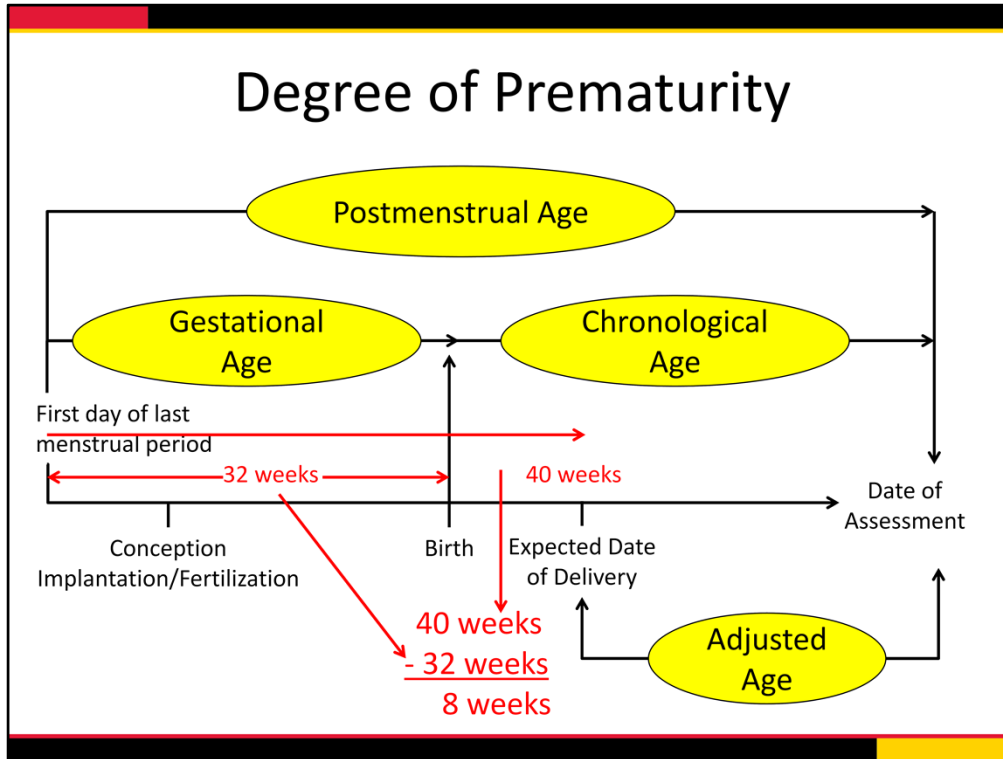 Degree of Prematurity
Postmenstrual Age
Gestational
Age
Chronological
Age
First day of last
menstrual period
32 weeks
40 weeks
Date of
Assessment
Conception
Implantation/Fertilization
Birth
Expected Date
of Delivery
40 weeks
- 32 weeks
8 weeks
Adjusted
Age